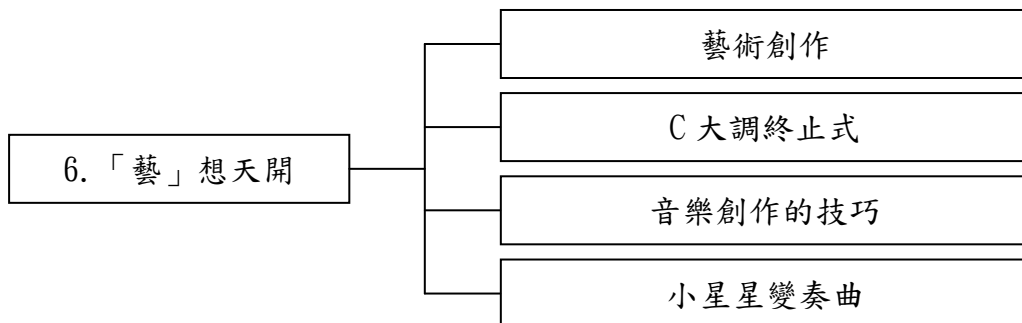 6.「藝」想天開
藝術創作
C 大調終止式
音樂創作的技巧
小星星變奏曲